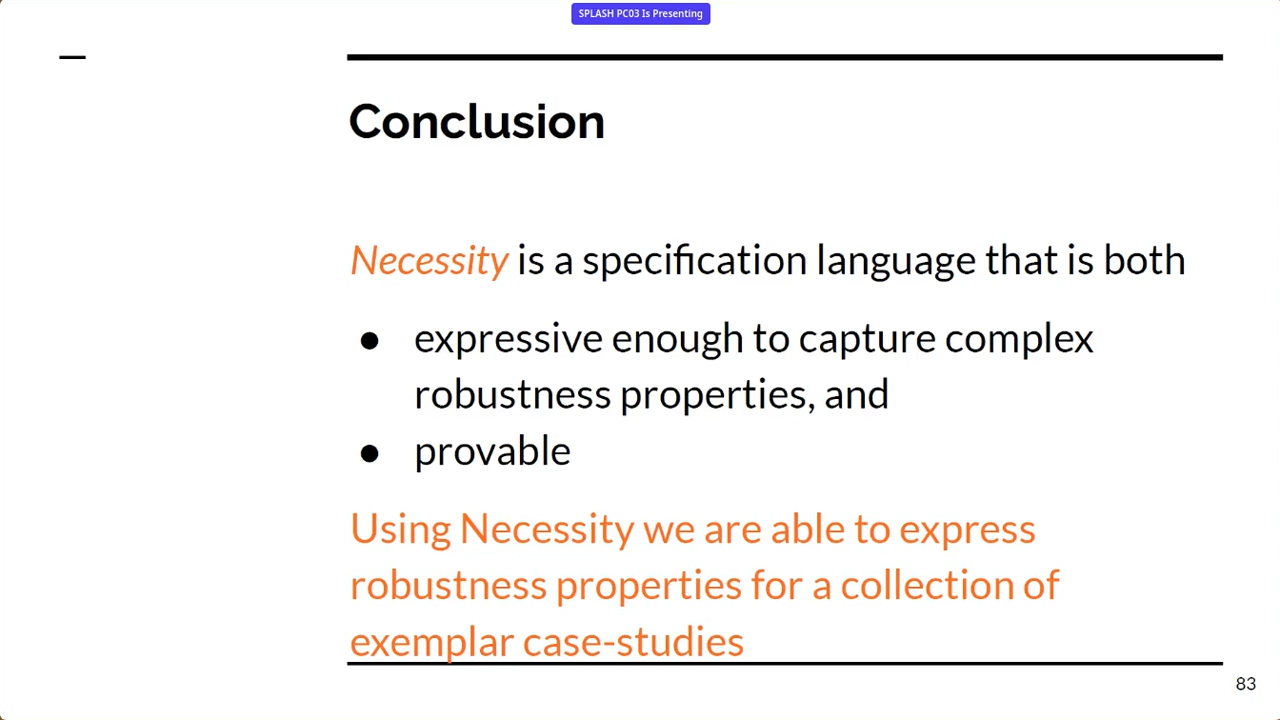 SPLASH PC03 Is Presenting
Conclusion
Necessity is a specification language that is both
● expressive enough to capture complex
robustness properties, and
● provable
Using Necessity we are able to express
robustness properties for a collection of
exemplar case-studies
83